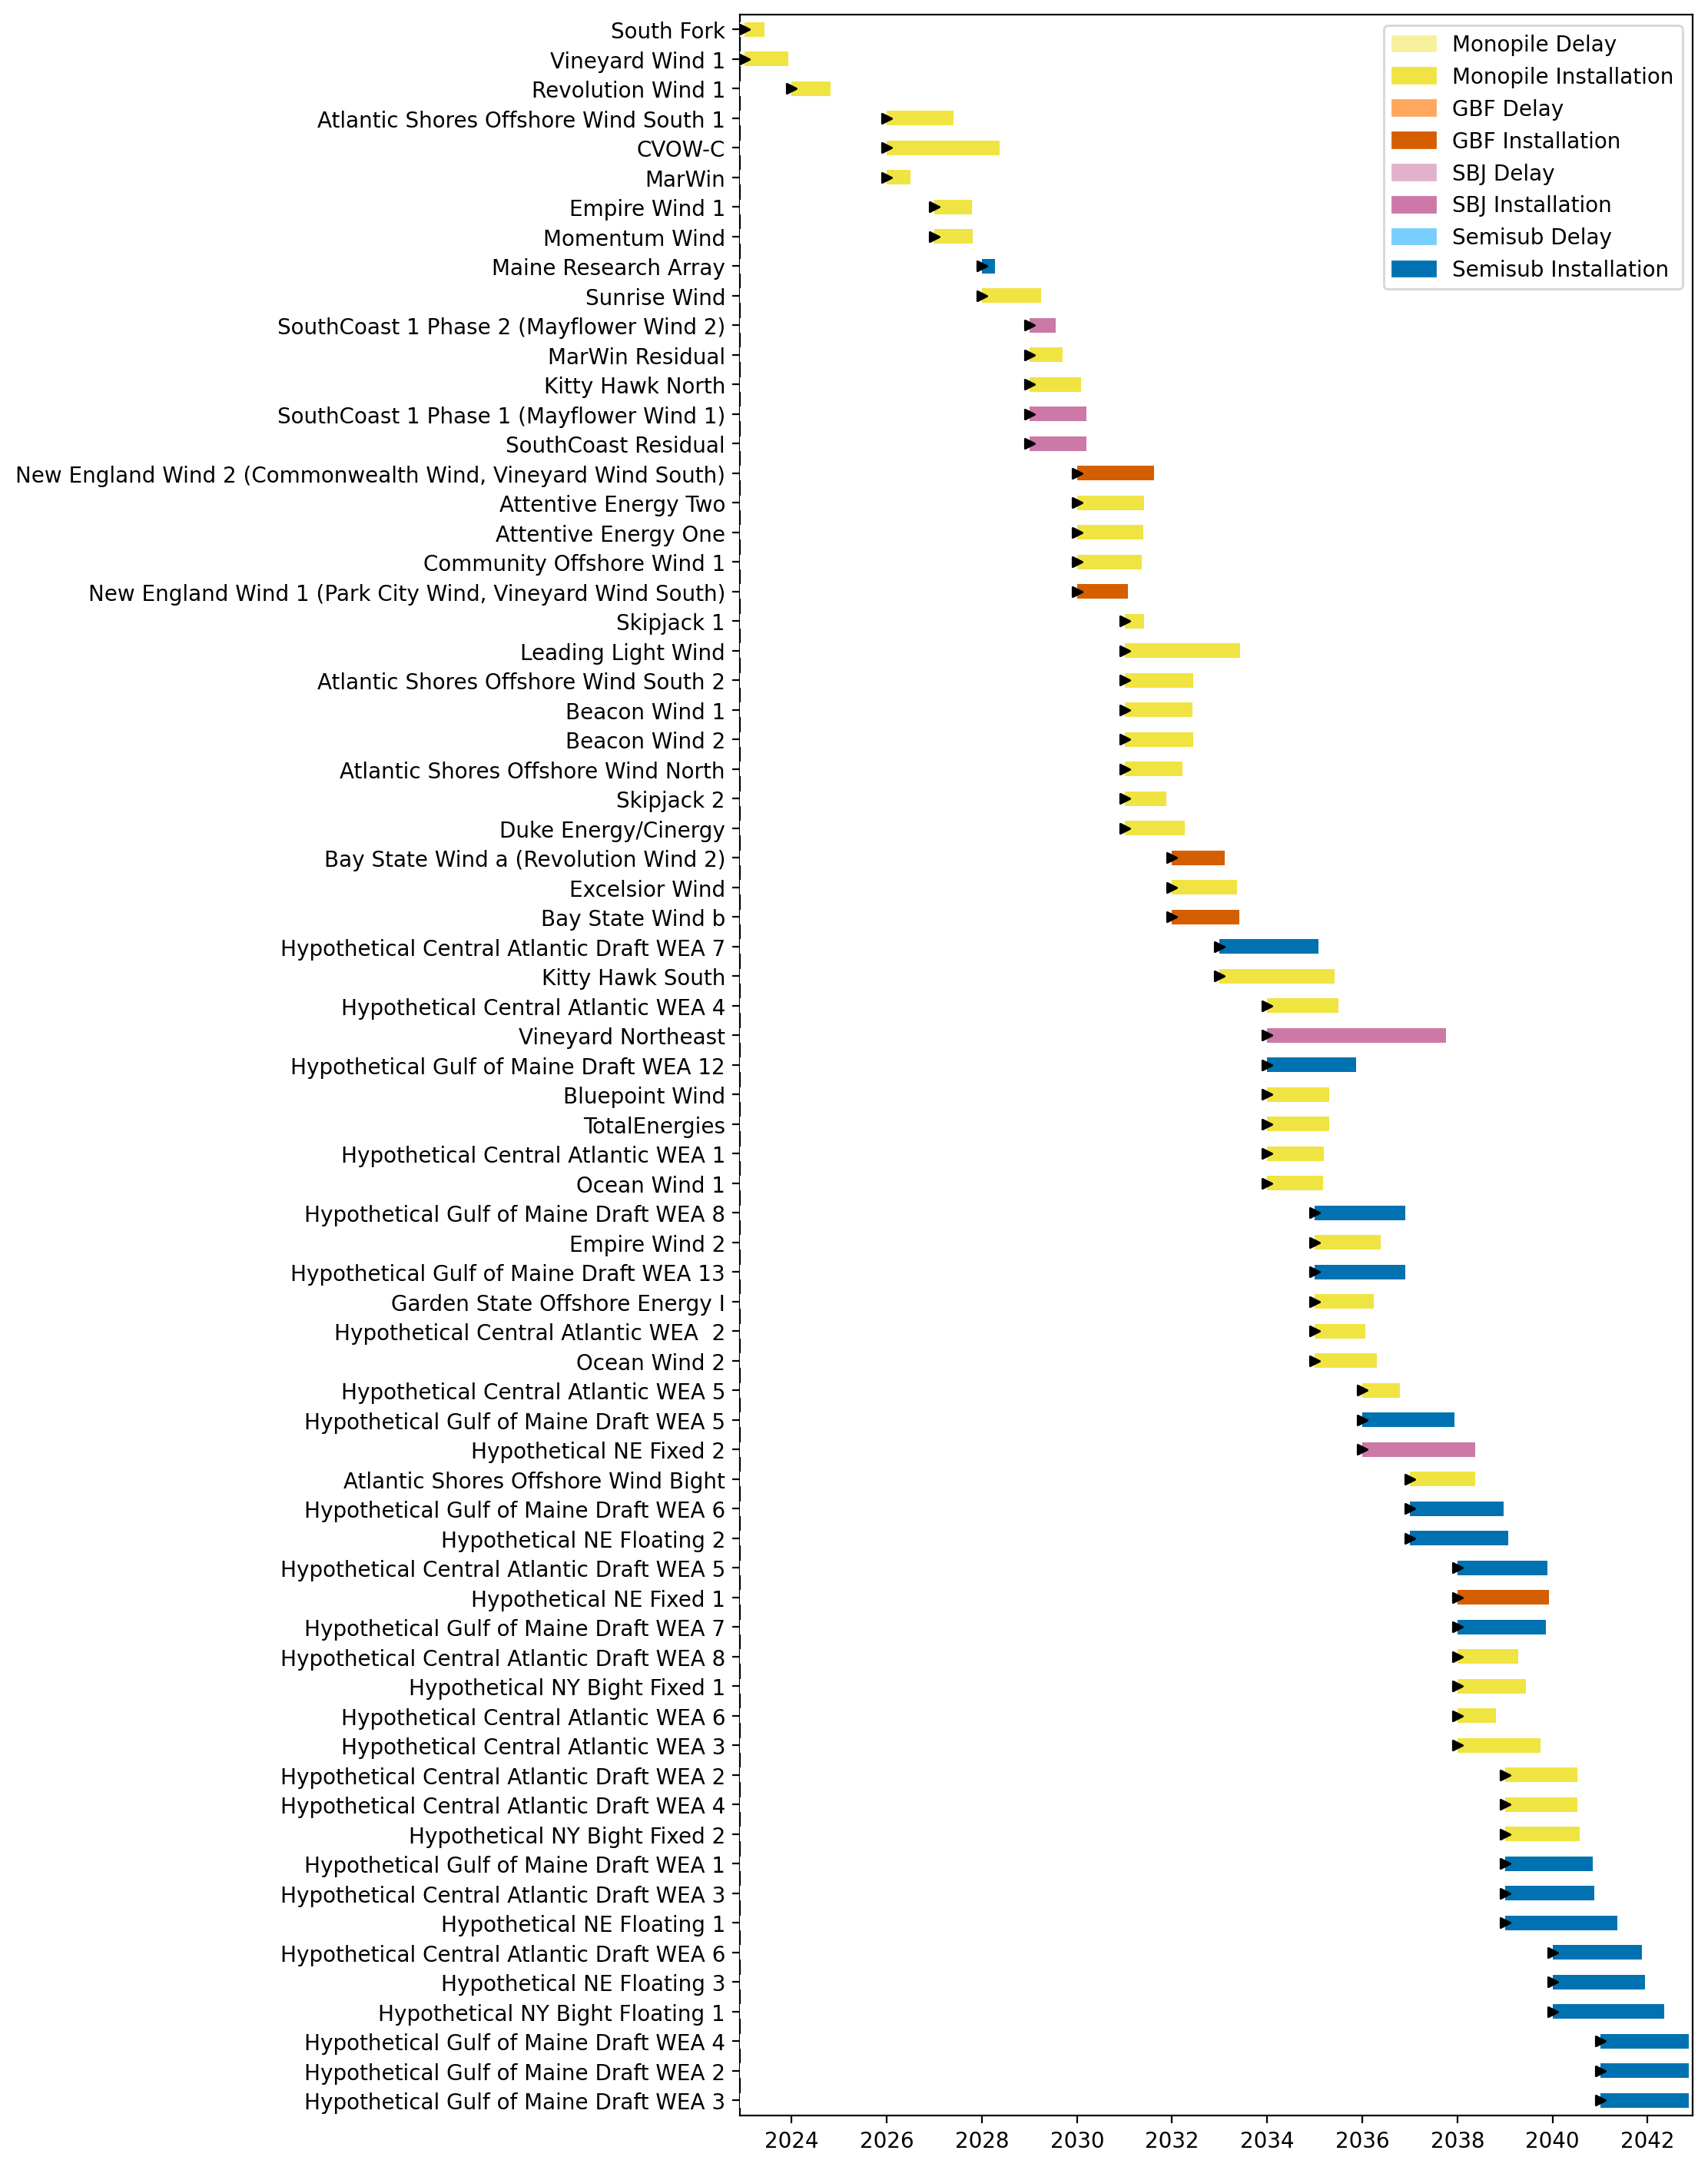 South Fork
Vineyard Wind 1
Revolution Wind 1
Atlantic Shores Offshore Wind South 1
CVOW-C
MarWin
Empire Wind 1
Momentum Wind
Maine Research Array
Sunrise Wind
SouthCoast 1 Phase 2 (Mayflower Wind 2)
MarWin Residual
Kitty Hawk North
SouthCoast 1 Phase 1 (Mayflower Wind 1)
SouthCoast Residual
New England Wind 2 (Commonwealth Wind, Vineyard Wind South)
Attentive Energy Two
Attentive Energy One
Community Offshore Wind 1
New England Wind 1 (Park City Wind, Vineyard Wind South)
Skipjack 1
Leading Light Wind
Atlantic Shores Offshore Wind South 2
Beacon Wind 1
Beacon Wind 2
Atlantic Shores Offshore Wind North
Skipjack 2
Duke Energy/Cinergy
Bay State Wind a (Revolution Wind 2)
Excelsior Wind
Bay State Wind b
Hypothetical Central Atlantic Draft WEA 7
Kitty Hawk South
Hypothetical Central Atlantic WEA 4
Vineyard Northeast
Hypothetical Gulf of Maine Draft WEA 12
Bluepoint Wind
TotalEnergies
Hypothetical Central Atlantic WEA 1
Ocean Wind 1
Hypothetical Gulf of Maine Draft WEA 8
Empire Wind 2
Hypothetical Gulf of Maine Draft WEA 13
Garden State Offshore Energy I
Hypothetical Central Atlantic WEA  2
Ocean Wind 2
Hypothetical Central Atlantic WEA 5
Hypothetical Gulf of Maine Draft WEA 5
Hypothetical NE Fixed 2
Atlantic Shores Offshore Wind Bight
Hypothetical Gulf of Maine Draft WEA 6
Hypothetical NE Floating 2
Hypothetical Central Atlantic Draft WEA 5
Hypothetical NE Fixed 1
Hypothetical Gulf of Maine Draft WEA 7
Hypothetical Central Atlantic Draft WEA 8
Hypothetical NY Bight Fixed 1
Hypothetical Central Atlantic WEA 6
Hypothetical Central Atlantic WEA 3
Hypothetical Central Atlantic Draft WEA 2
Hypothetical Central Atlantic Draft WEA 4
Hypothetical NY Bight Fixed 2
Hypothetical Gulf of Maine Draft WEA 1
Hypothetical Central Atlantic Draft WEA 3
Hypothetical NE Floating 1
Hypothetical Central Atlantic Draft WEA 6
Hypothetical NE Floating 3
Hypothetical NY Bight Floating 1
Hypothetical Gulf of Maine Draft WEA 4
Hypothetical Gulf of Maine Draft WEA 2
Hypothetical Gulf of Maine Draft WEA 3
Monopile Delay
Monopile Installation
GBF Delay
GBF Installation
SBJ Delay
SBJ Installation
Semisub Delay
Semisub Installation
2024 2026 2028 2030 2032 2034 2036 2038 2040 2042